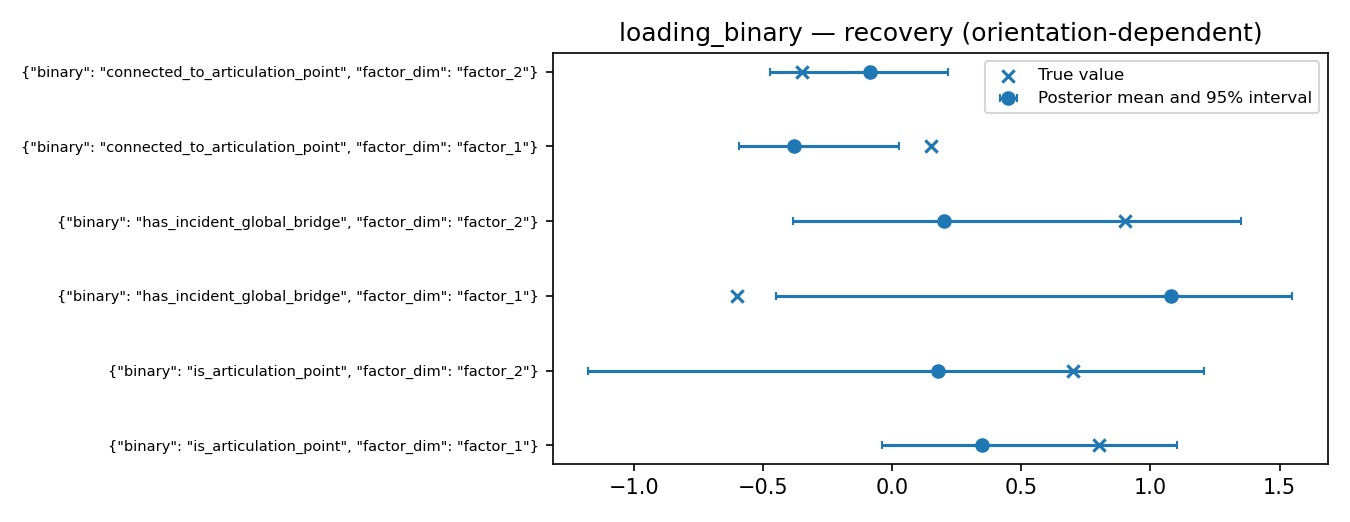 loading_binary — recovery (orientation-dependent)
{"binary": "connected_to_articulation_point", "factor_dim": "factor_2"}
{"binary": "connected_to_articulation_point", "factor_dim": "factor_1"}
{"binary": "has_incident_global_bridge", "factor_dim": "factor_2"}
{"binary": "has_incident_global_bridge", "factor_dim": "factor_1"}
{"binary": "is_articulation_point", "factor_dim": "factor_2"}
{"binary": "is_articulation_point", "factor_dim": "factor_1"}
True value
Posterior mean and 95% interval
−1.0 −0.5 0.0 0.5 1.0 1.5